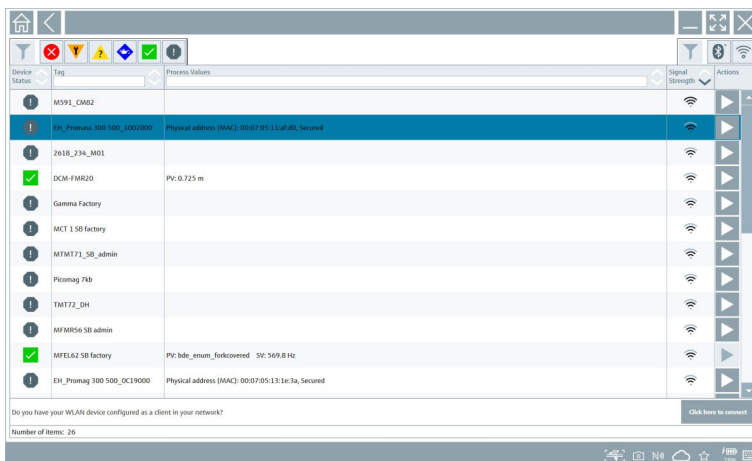 Device Status
Tag
Process Values
Signal Strength
Actions
M591_CM82
EH_Promass 300 500_1002000 Physical address (MAC): 00:07:05:11:af:d0, Secured
2618_234_M01
DCM-FMR20 PV: 0.725 m
Gamma Factory
MCT 1 SB factory
MTMT71_SB_admin
Picomag 7kb
TMT72_DH
MFMR56 SB admin
MFEL62 SB factory PV: bde_enum_forkcovered SV: 569.8 Hz
EH_Promag 300 500_0C19000 Physical address (MAC): 00:07:05:13:1e:3a, Secured
Do you have your WLAN device configured as a client in your network? Click here to connect
Number of items: 26